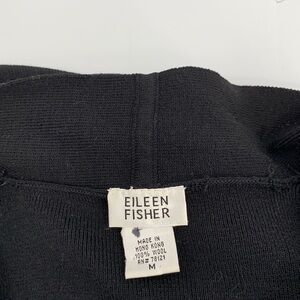 EILEEN
FISHER
MADE IN
HONG KONG
100% WOOL
RN# 78121
M